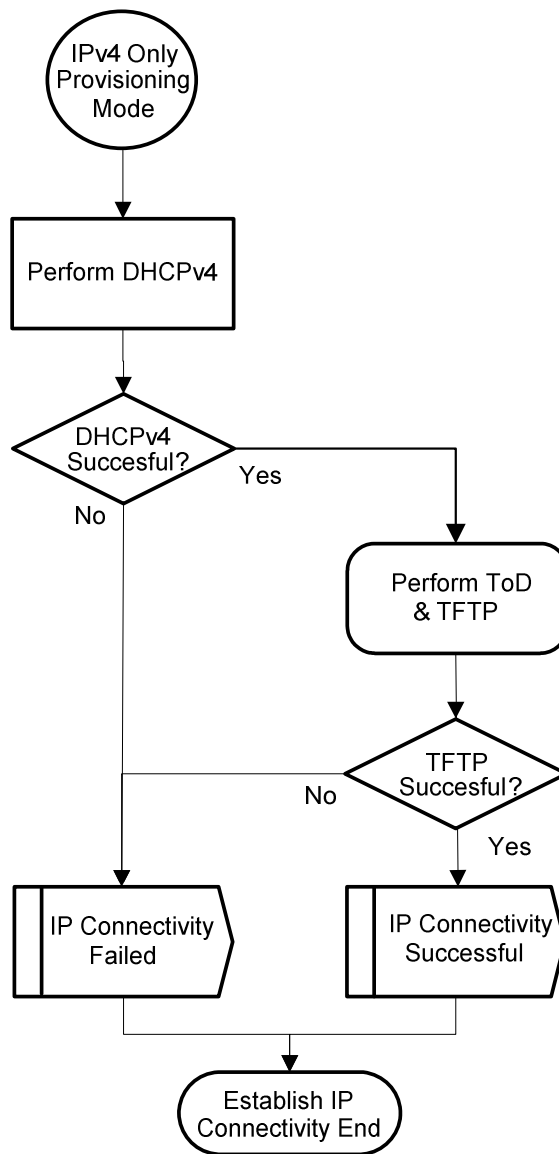 IPv4 Only
Provisioning
Mode
Perform DHCPv4
DHCPv4
Succesful?
Yes
No
Perform ToD
& TFTP
TFTP
Succesful?
No
Yes
IP Connectivity
Failed
IP Connectivity
Successful
Establish IP
Connectivity End